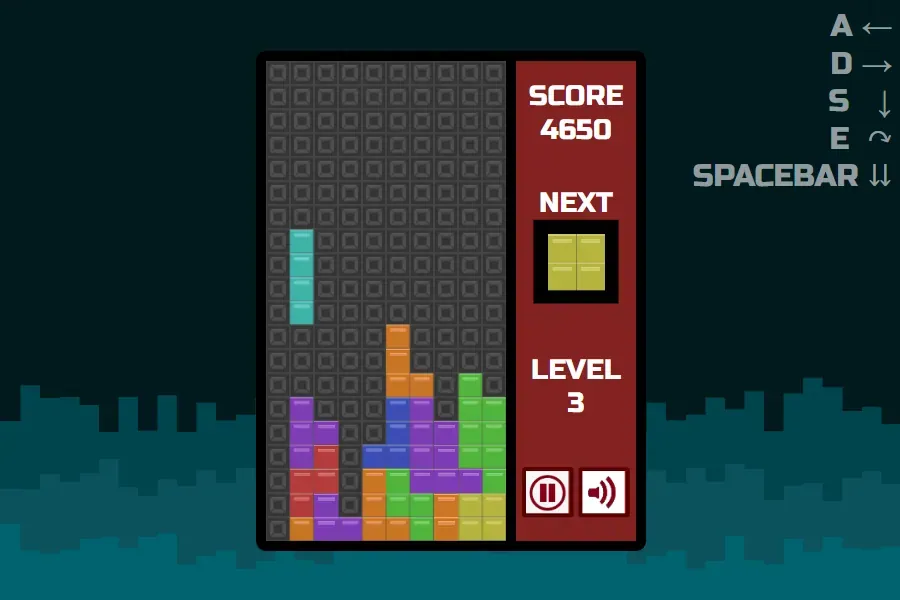 A ←
D →
S ↓
E ↷
SPACEBAR ⇊
SCORE
4650
NEXT
LEVEL
3